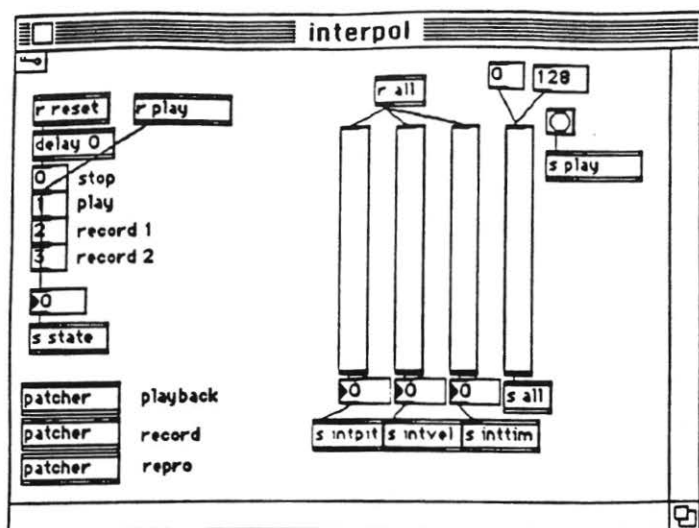 interpol
r reset
r play
delay 0
0 stop
1 play
2 record 1
3 record 2
0
s state
patcher playback
patcher record
patcher repro
r all
0
128
s play
0
0
0
s all
s intpit
s intvel
s inttim